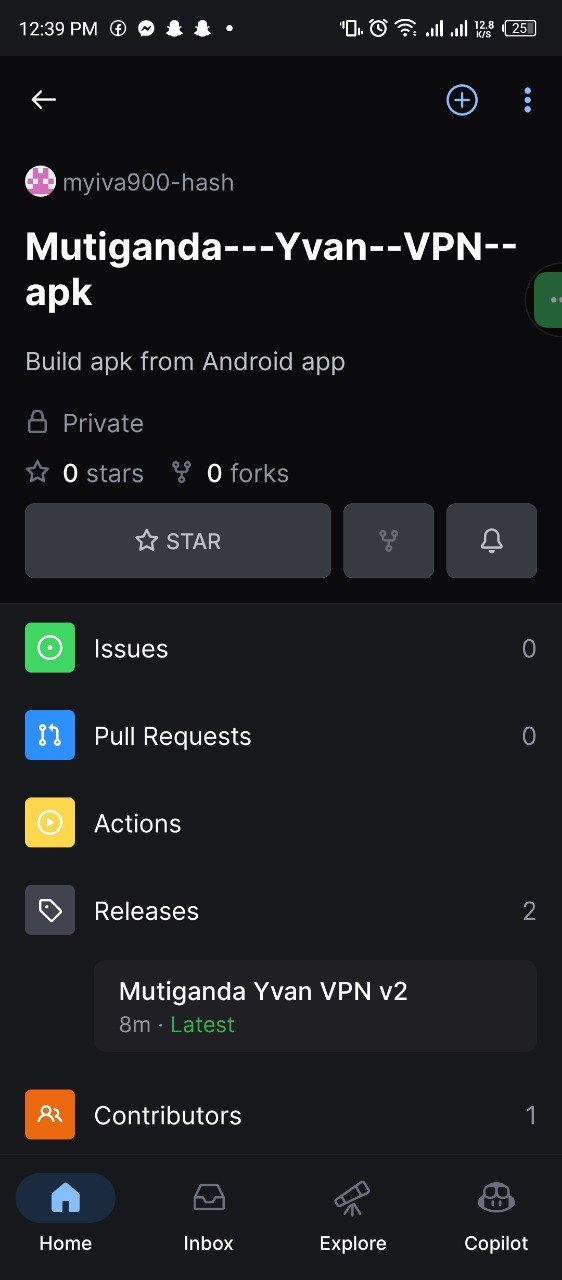 12:39 PM
12.8
K/S
25
myiva900-hash
Mutiganda---Yvan--VPN--
apk
Build apk from Android app
Private
0 stars 0 forks
STAR
Issues 0
Pull Requests 0
Actions
Releases 2
Mutiganda Yvan VPN v2
8m · Latest
Contributors 1
Home Inbox Explore Copilot